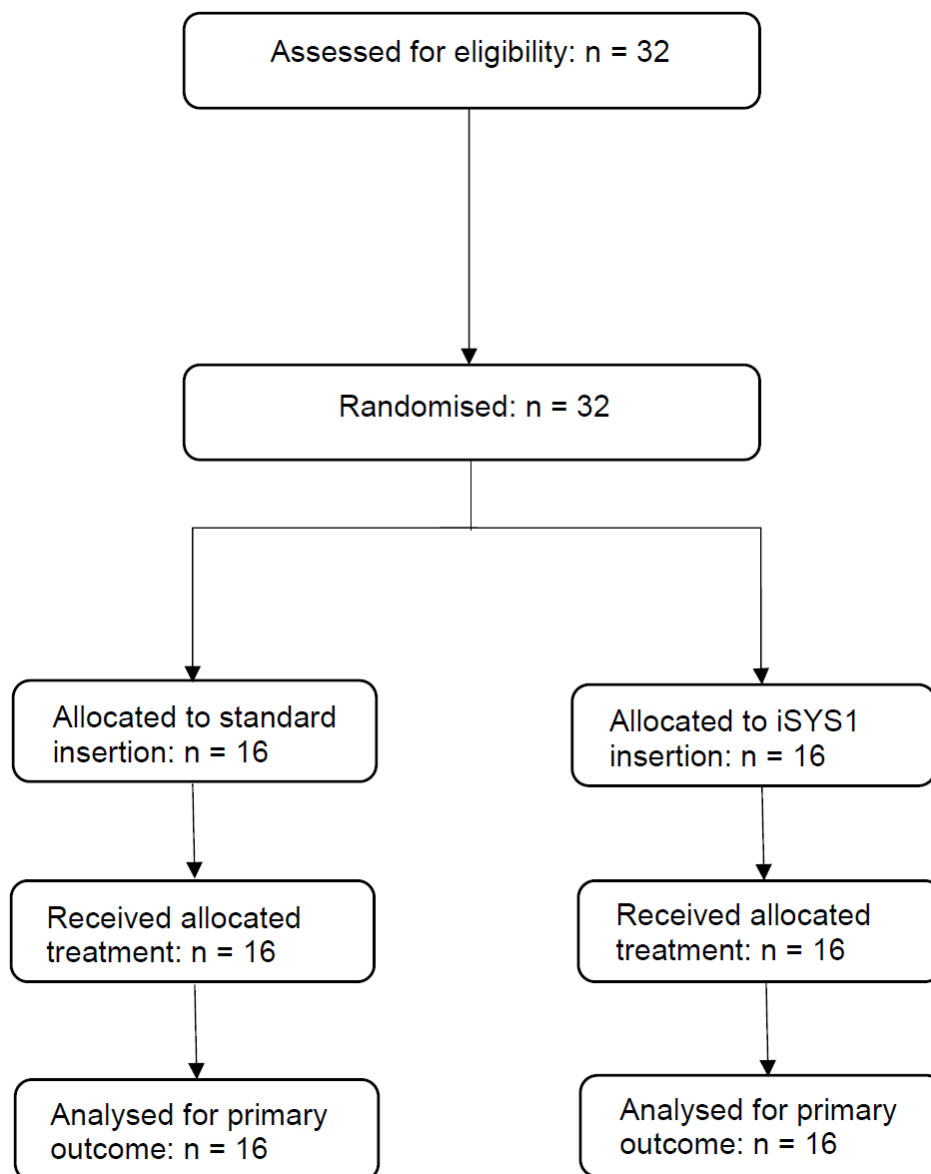 Assessed for eligibility: n = 32
Randomised: n = 32
Allocated to standard
insertion: n = 16
Allocated to iSYS1
insertion: n = 16
Received allocated
treatment: n = 16
Received allocated
treatment: n = 16
Analysed for primary
outcome: n = 16
Analysed for primary
outcome: n = 16